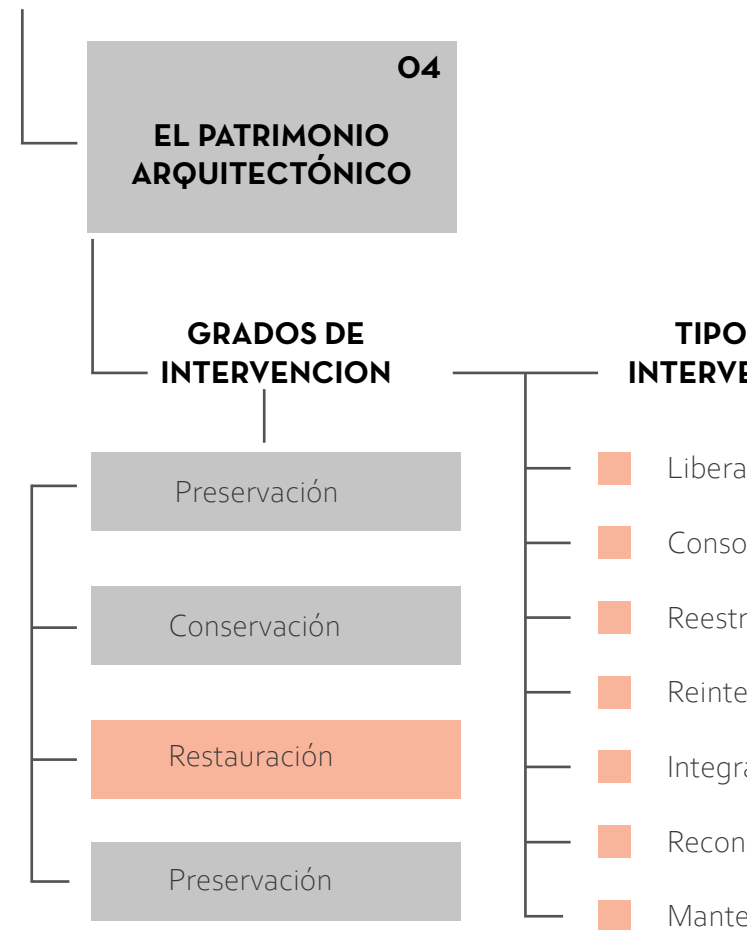 04
EL PATRIMONIO
ARQUITECTÓNICO
GRADOS DE
INTERVENCION
Preservación
Conservación
Restauración
Preservación
TIPO
INTERVE
Libera
Conso
Reestr
Reinte
Integra
Recon
Mante